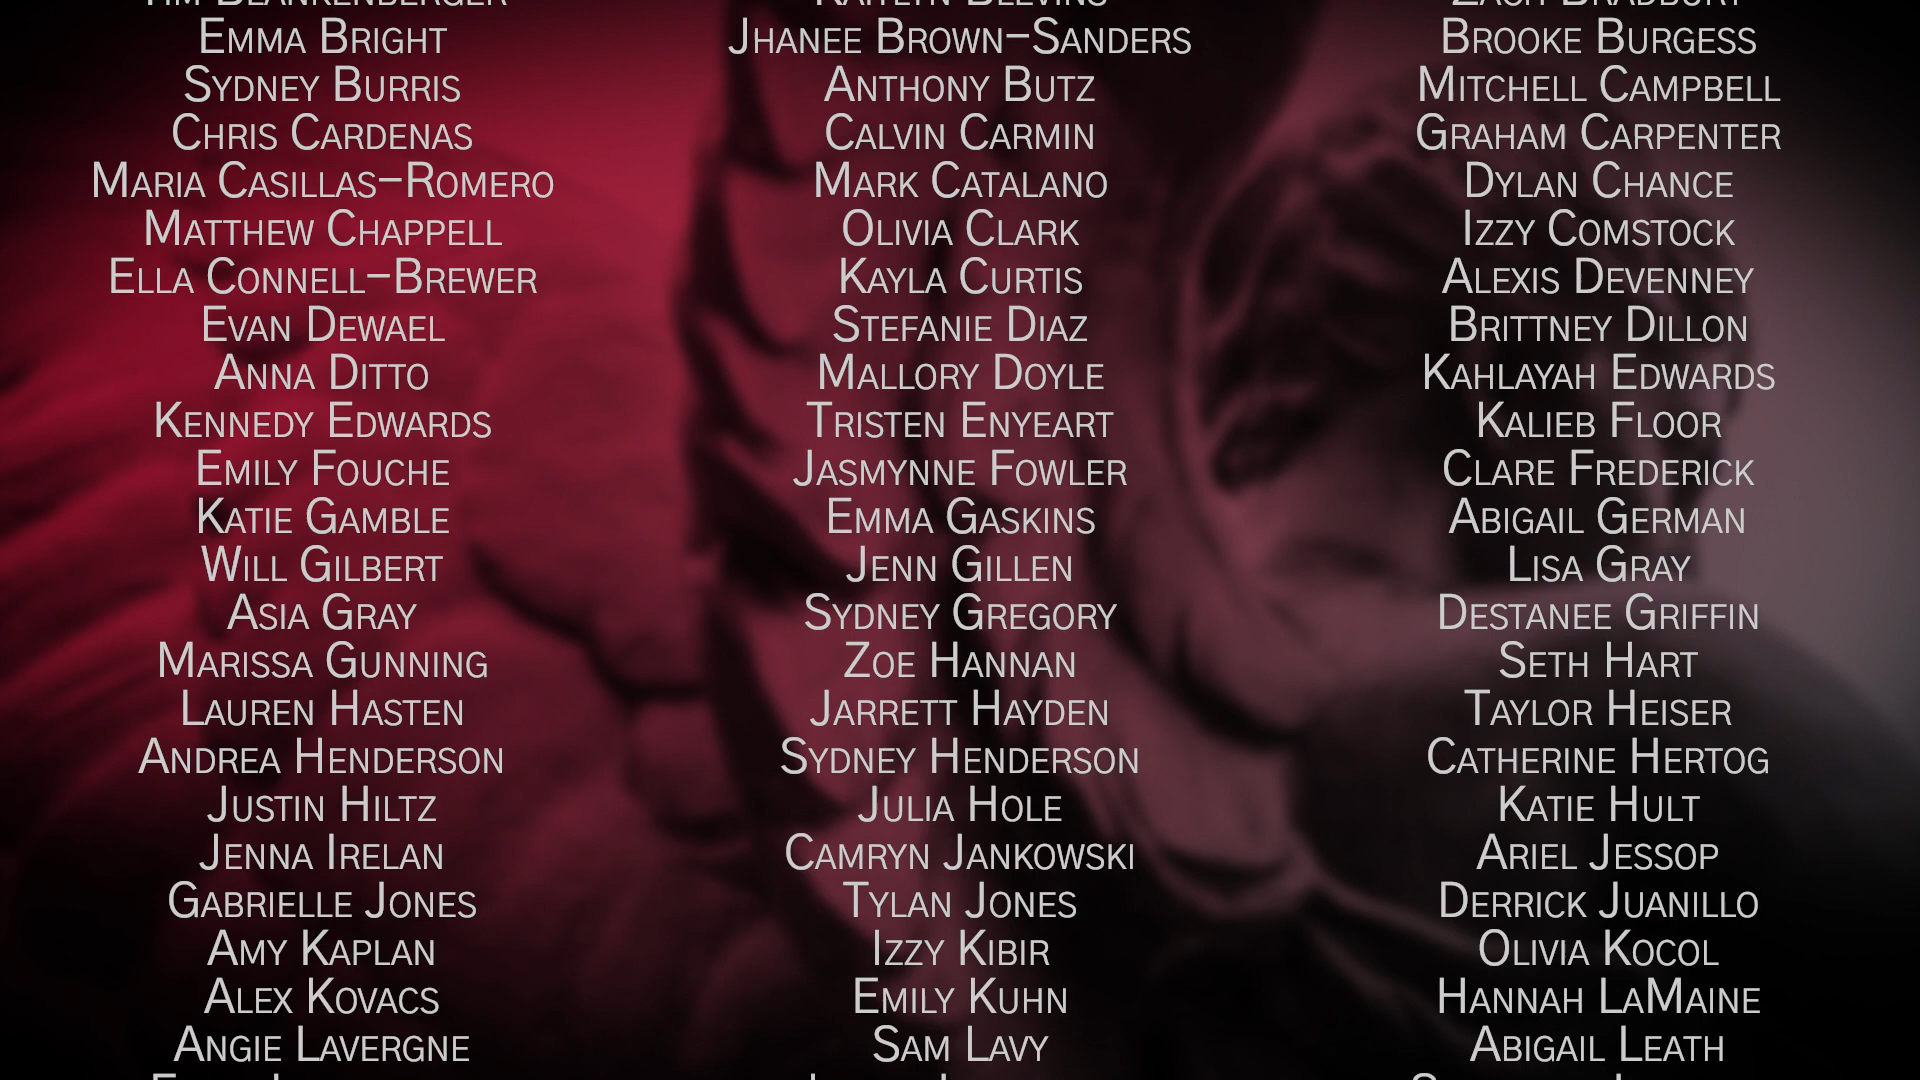 Emma Bright Jhanee Brown-Sanders Brooke Burgess
Sydney Burris Anthony Butz Mitchell Campbell
Chris Cardenas Calvin Carmin Graham Carpenter
Maria Casillas-Romero Mark Catalano Dylan Chance
Matthew Chappell Olivia Clark Izzy Comstock
Ella Connell-Brewer Kayla Curtis Alexis Devenney
Evan Dewael Stefanie Diaz Brittney Dillon
Anna Ditto Mallory Doyle Kahlayah Edwards
Kennedy Edwards Tristen Enyeart Kalieb Floor
Emily Fouche Jasmynne Fowler Clare Frederick
Katie Gamble Emma Gaskins Abigail German
Will Gilbert Jenn Gillen Lisa Gray
Asia Gray Sydney Gregory Destanee Griffin
Marissa Gunning Zoe Hannan Seth Hart
Lauren Hasten Jarrett Hayden Taylor Heiser
Andrea Henderson Sydney Henderson Catherine Hertog
Justin Hiltz Julia Hole Katie Hult
Jenna Irelan Camryn Jankowski Ariel Jessop
Gabrielle Jones Tylan Jones Derrick Juanillo
Amy Kaplan Izzy Kibir Olivia Kocol
Alex Kovacs Emily Kuhn Hannah LaMaine
Angie Lavergne Sam Lavy Abigail Leath